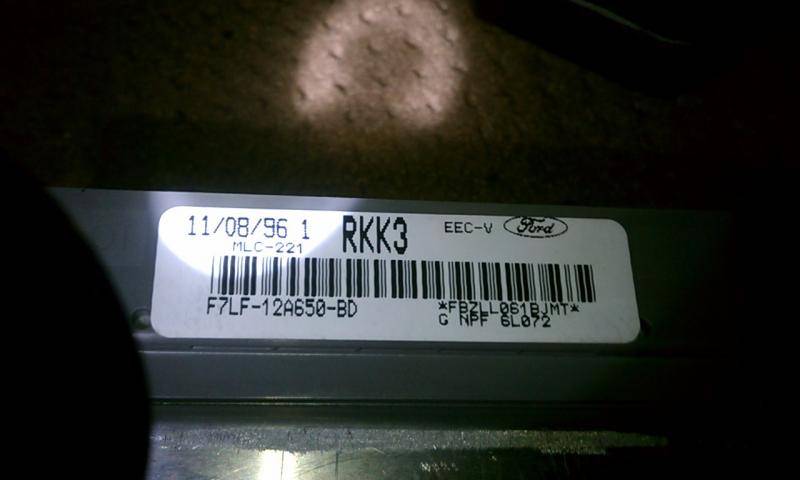 11/08/96 1 RKK3 EEC-V Ford
MLC-221
F7LF-12A650-BD *FBZLL061BJMT*
G NPF 6L072